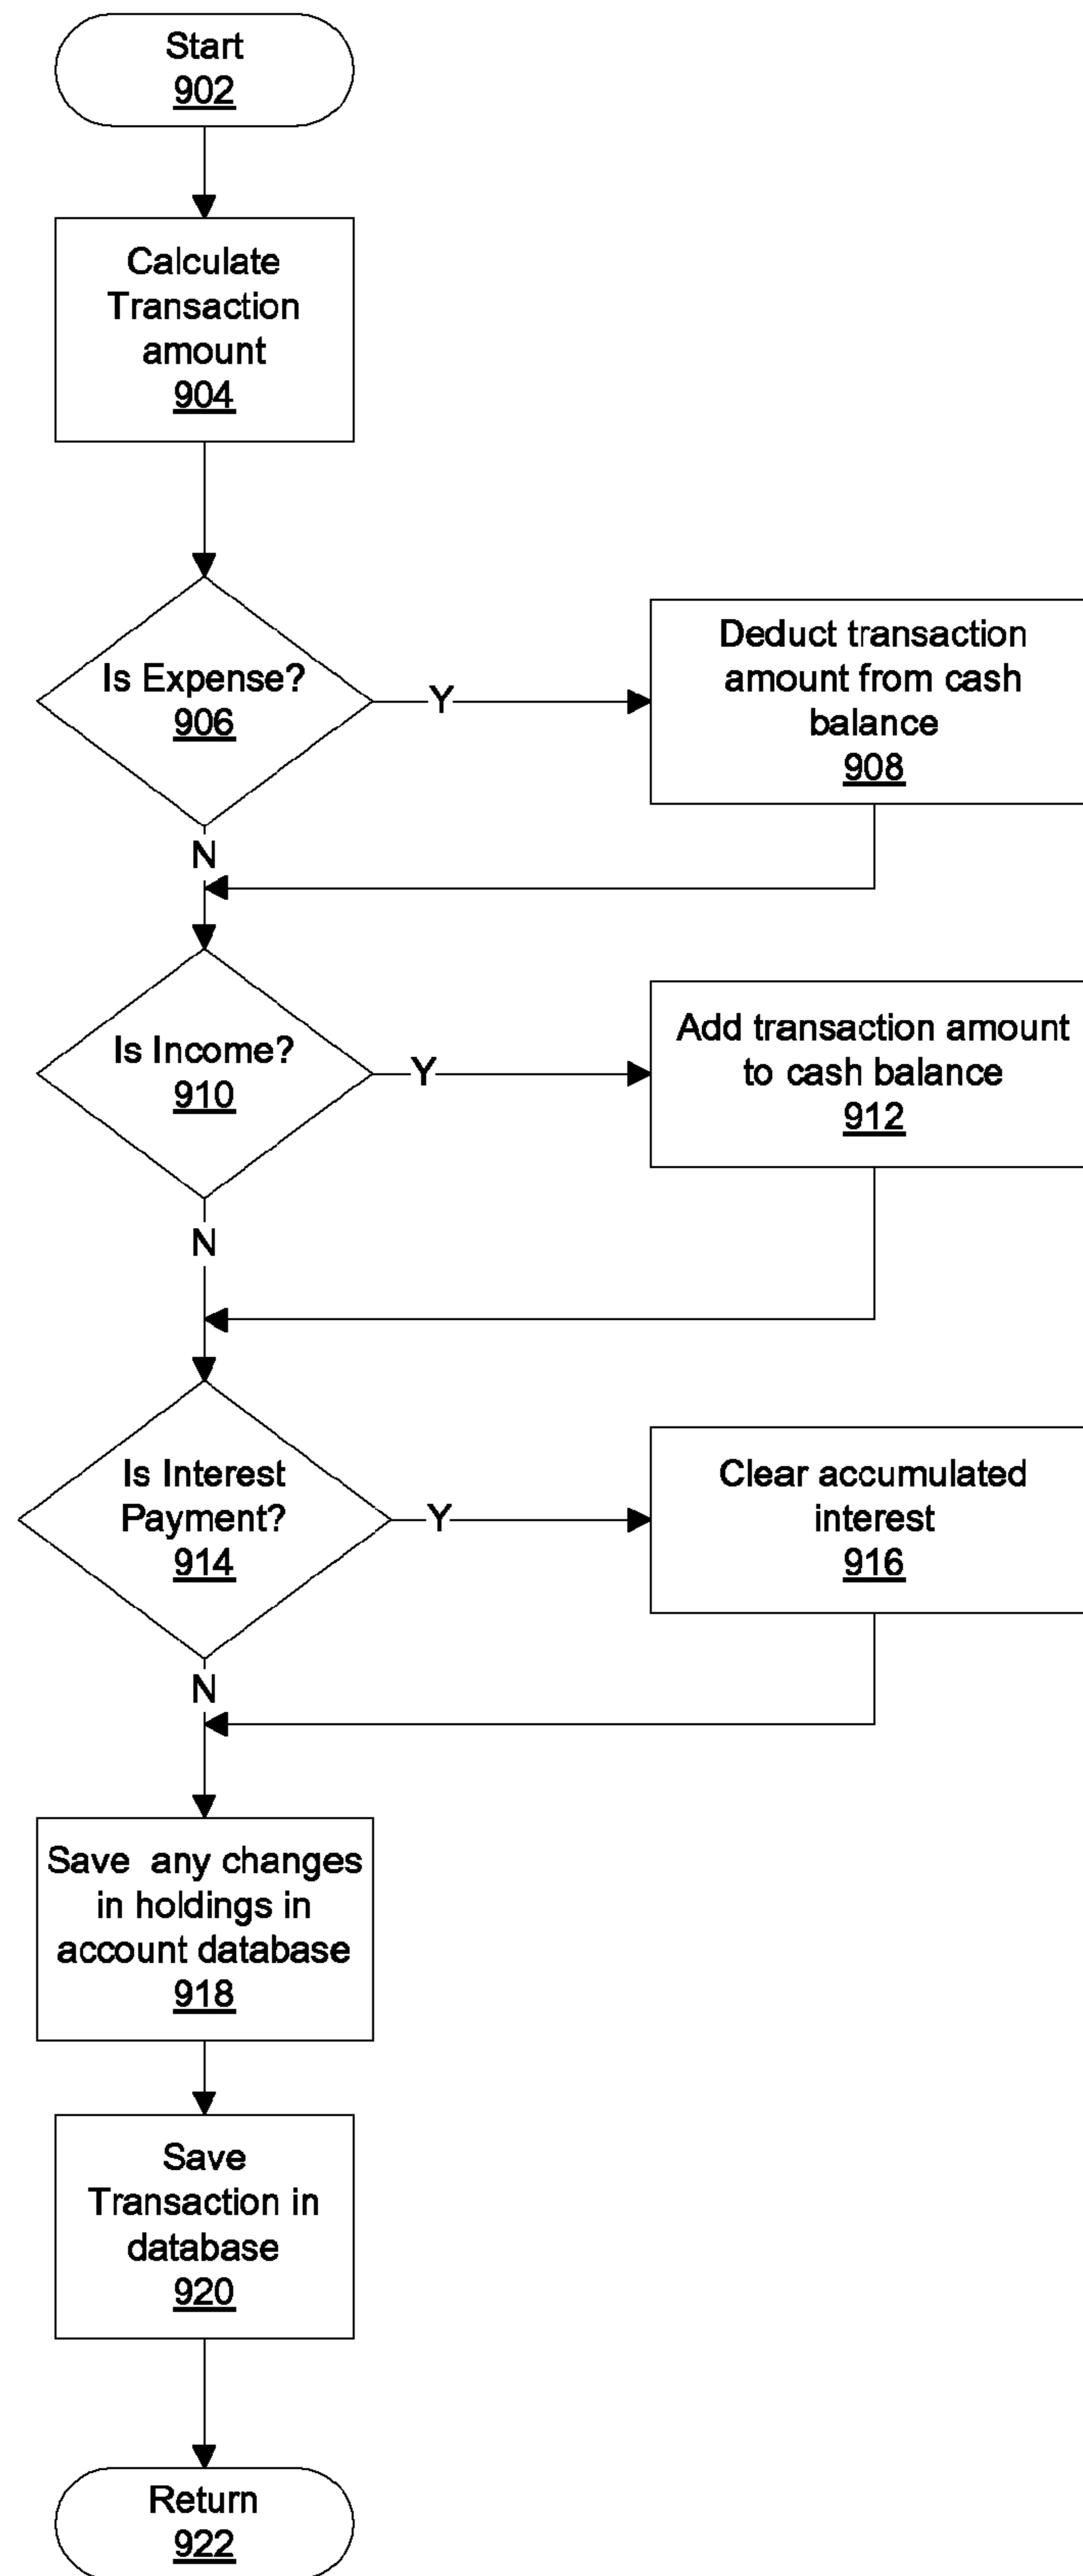 Start
902
Calculate
Transaction
amount
904
Is Expense?
906
Y
Deduct transaction
amount from cash
balance
908
N
Is Income?
910
Y
Add transaction amount
to cash balance
912
N
Is Interest
Payment?
914
Y
Clear accumulated
interest
916
N
Save any changes
in holdings in
account database
918
Save
Transaction in
database
920
Return
922